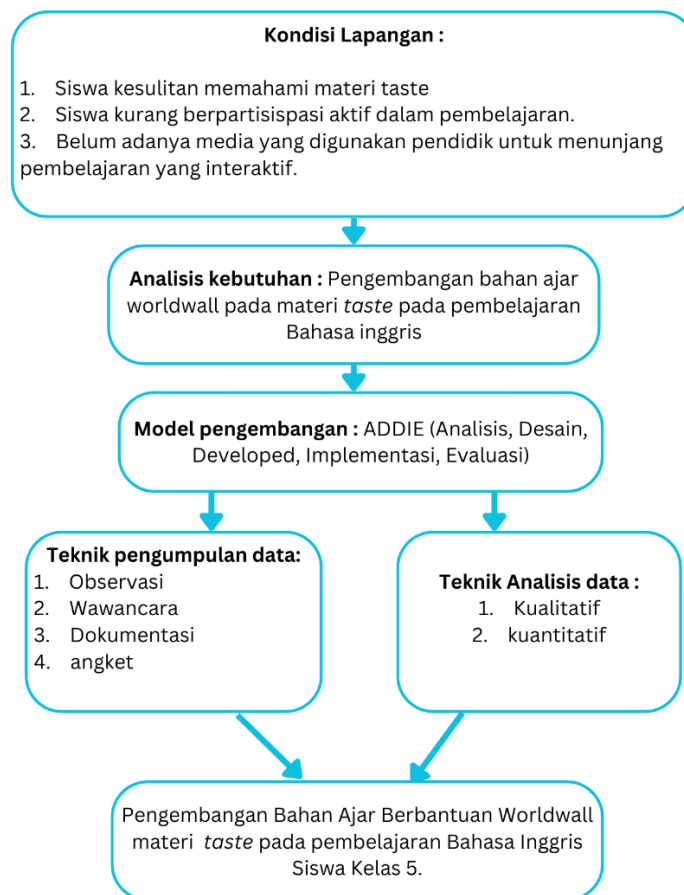 Kondisi Lapangan :
1. Siswa kesulitan memahami materi taste
2. Siswa kurang berpartisispasi aktif dalam pembelajaran.
3. Belum adanya media yang digunakan pendidik untuk menunjang
pembelajaran yang interaktif.
Analisis kebutuhan : Pengembangan bahan ajar
worldwall pada materi taste pada pembelajaran
Bahasa inggris
Model pengembangan : ADDIE (Analisis, Desain,
Developed, Implementasi, Evaluasi)
Teknik pengumpulan data:
1. Observasi
2. Wawancara
3. Dokumentasi
4. angket
Teknik Analisis data :
1. Kualitatif
2. kuantitatif
Pengembangan Bahan Ajar Berbantuan Worldwall
materi taste pada pembelajaran Bahasa Inggris
Siswa Kelas 5.